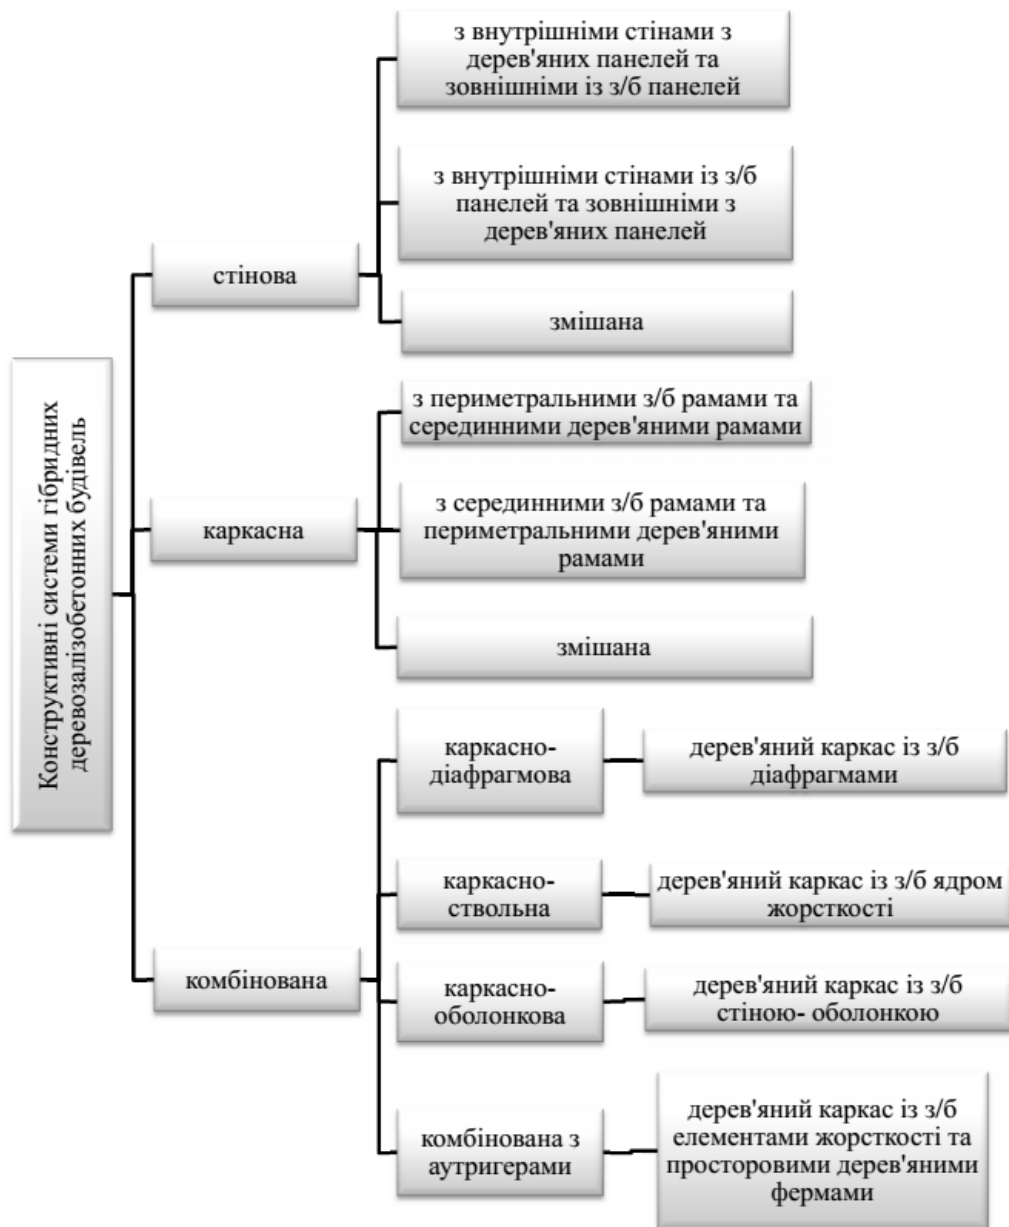 Конструктивні системи гібридних
деревозалізобетонних будівель
стінова
з внутрішніми стінами з
дерев'яних панелей та
зовнішніми із з/б панелей
з внутрішніми стінами із з/б
панелей та зовнішніми з
дерев'яних панелей
змішана
каркасна
з периметральними з/б рамами та
серединними дерев'яними рамами
з серединними з/б рамами та
периметральними дерев'яними
рамами
змішана
комбінована
каркасно-
діафрагмова
дерев'яний каркас із з/б
діафрагмами
каркасно-
ствольна
дерев'яний каркас із з/б ядром
жорсткості
каркасно-
оболонкова
дерев'яний каркас із з/б
стіною- оболонкою
комбінована з
аутригерами
дерев'яний каркас із з/б
елементами жорсткості та
просторовими дерев'яними
фермами